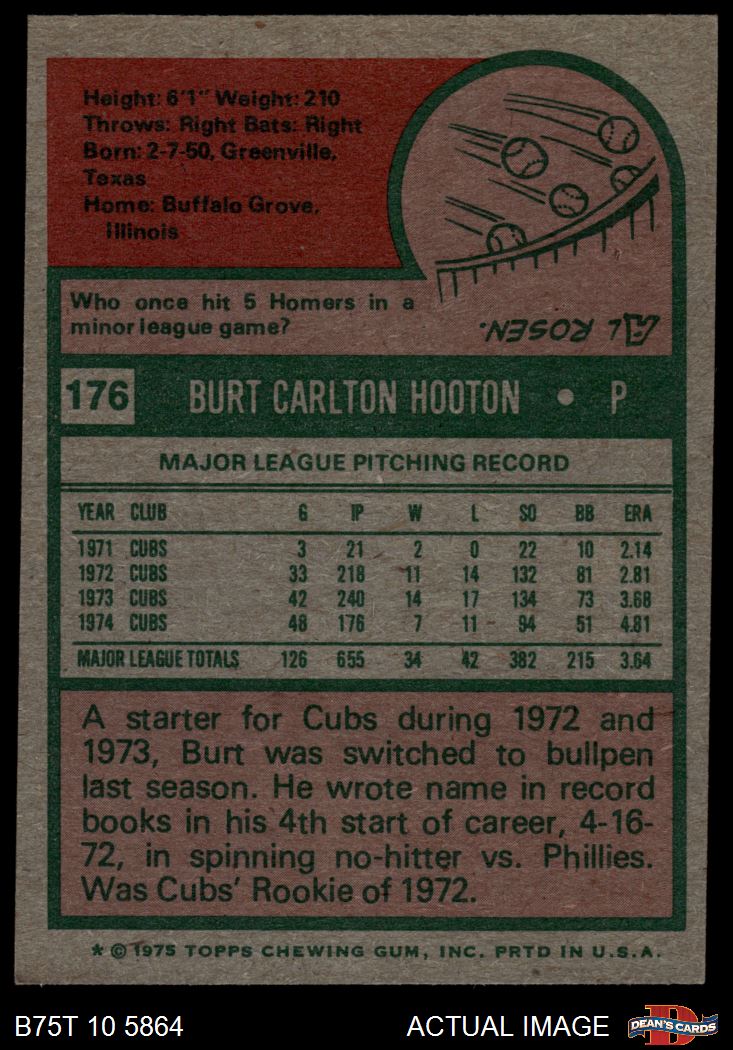 Height: 6'1" Weight: 210
Throws: Right Bats: Right
Born: 2-7-50, Greenville,
Texas
Home: Buffalo Grove,
Illinois
Who once hit 5 Homers in a
minor league game?
AL ROSEN.
176 BURT CARLTON HOOTON • P
MAJOR LEAGUE PITCHING RECORD
YEAR CLUB G IP W L SO BB ERA
1971 CUBS 3 21 2 0 22 10 2.14
1972 CUBS 33 218 11 14 132 81 2.81
1973 CUBS 42 240 14 17 134 73 3.68
1974 CUBS 48 176 7 11 94 51 4.81
MAJOR LEAGUE TOTALS 126 655 34 42 382 215 3.64
A starter for Cubs during 1972 and
1973, Burt was switched to bullpen
last season. He wrote name in record
books in his 4th start of career, 4-16-
72, in spinning no-hitter vs. Phillies.
Was Cubs' Rookie of 1972.
* © 1975 TOPPS CHEWING GUM, INC. PRTD IN U.S.A.
B75T 10 5864 ACTUAL IMAGE DEAN'S CARDS